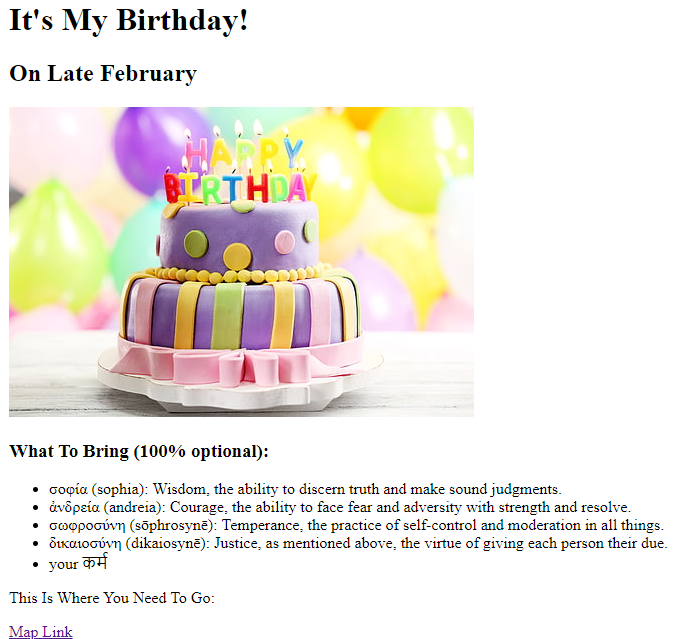 It's My Birthday!
On Late February
HAPPY
BIRTHDAY
What To Bring (100% optional):
σοφία (sophia): Wisdom, the ability to discern truth and make sound judgments.
ἀνδρεία (andreia): Courage, the ability to face fear and adversity with strength and resolve.
σωφροσύνη (sōphrosynē): Temperance, the practice of self-control and moderation in all things.
δικαιοσύνη (dikaiosynē): Justice, as mentioned above, the virtue of giving each person their due.
your कर्म
This Is Where You Need To Go:
Map Link